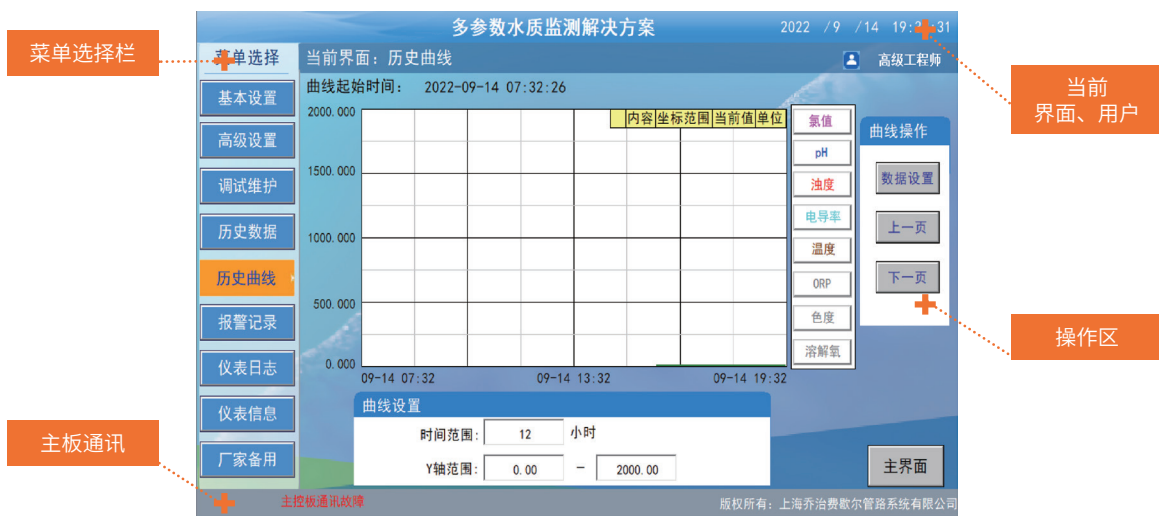 多参数水质监测解决方案
2022 /9 /14 19:3 :31
菜单选择栏
菜单选择
当前界面: 历史曲线
高级工程师
当前
界面、用户
基本设置
高级设置
调试维护
历史数据
历史曲线
报警记录
仪表日志
仪表信息
厂家备用
曲线起始时间: 2022-09-14 07:32:26
内容 坐标范围 当前值 单位
2000.000
1500.000
1000.000
500.000
0.000
09-14 07:32 09-14 13:32 09-14 19:32
氯值
pH
浊度
电导率
温度
ORP
色度
溶解氧
曲线操作
数据设置
上一页
下一页
操作区
曲线设置
时间范围: 12 小时
Y轴范围: 0.00 - 2000.00
主界面
主板通讯
主控板通讯故障
版权所有: 上海乔治费歇尔管路系统有限公司